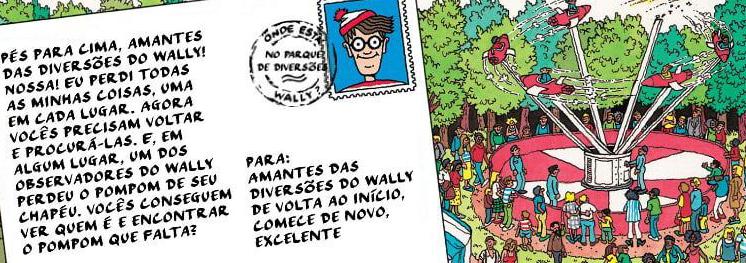 PÉS PARA CIMA, AMANTES
DAS DIVERSÕES DO WALLY!
NOSSA! EU PERDI TODAS
AS MINHAS COISAS, UMA
EM CADA LUGAR. AGORA
VOCÊS PRECISAM VOLTAR
E PROCURÁ-LAS. E, EM
ALGUM LUGAR, UM DOS
OBSERVADORES DO WALLY
PERDEU O POMPOM DE SEU
CHAPÉU. VOCÊS CONSEGUEM
VER QUEM É E ENCONTRAR
O POMPOM QUE FALTA?
ONDE ESTÁ
NO PARQUE
DE DIVERSÕES
WALLY?
PARA:
AMANTES DAS
DIVERSÕES DO WALLY
DE VOLTA AO INÍCIO,
COMECE DE NOVO,
EXCELENTE